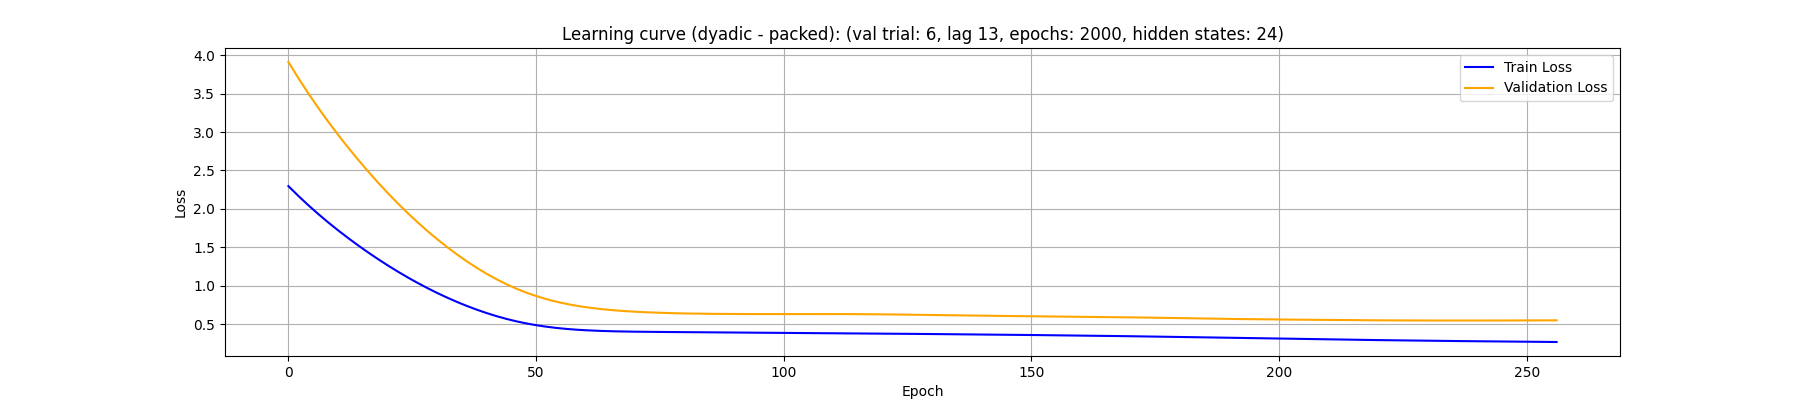 Learning curve (dyadic - packed): (val trial: 6, lag 13, epochs: 2000, hidden states: 24)
4.0
3.5
3.0
2.5
2.0
1.5
1.0
0.5
Loss
Train Loss
Validation Loss
0 50 100 150 200 250
Epoch